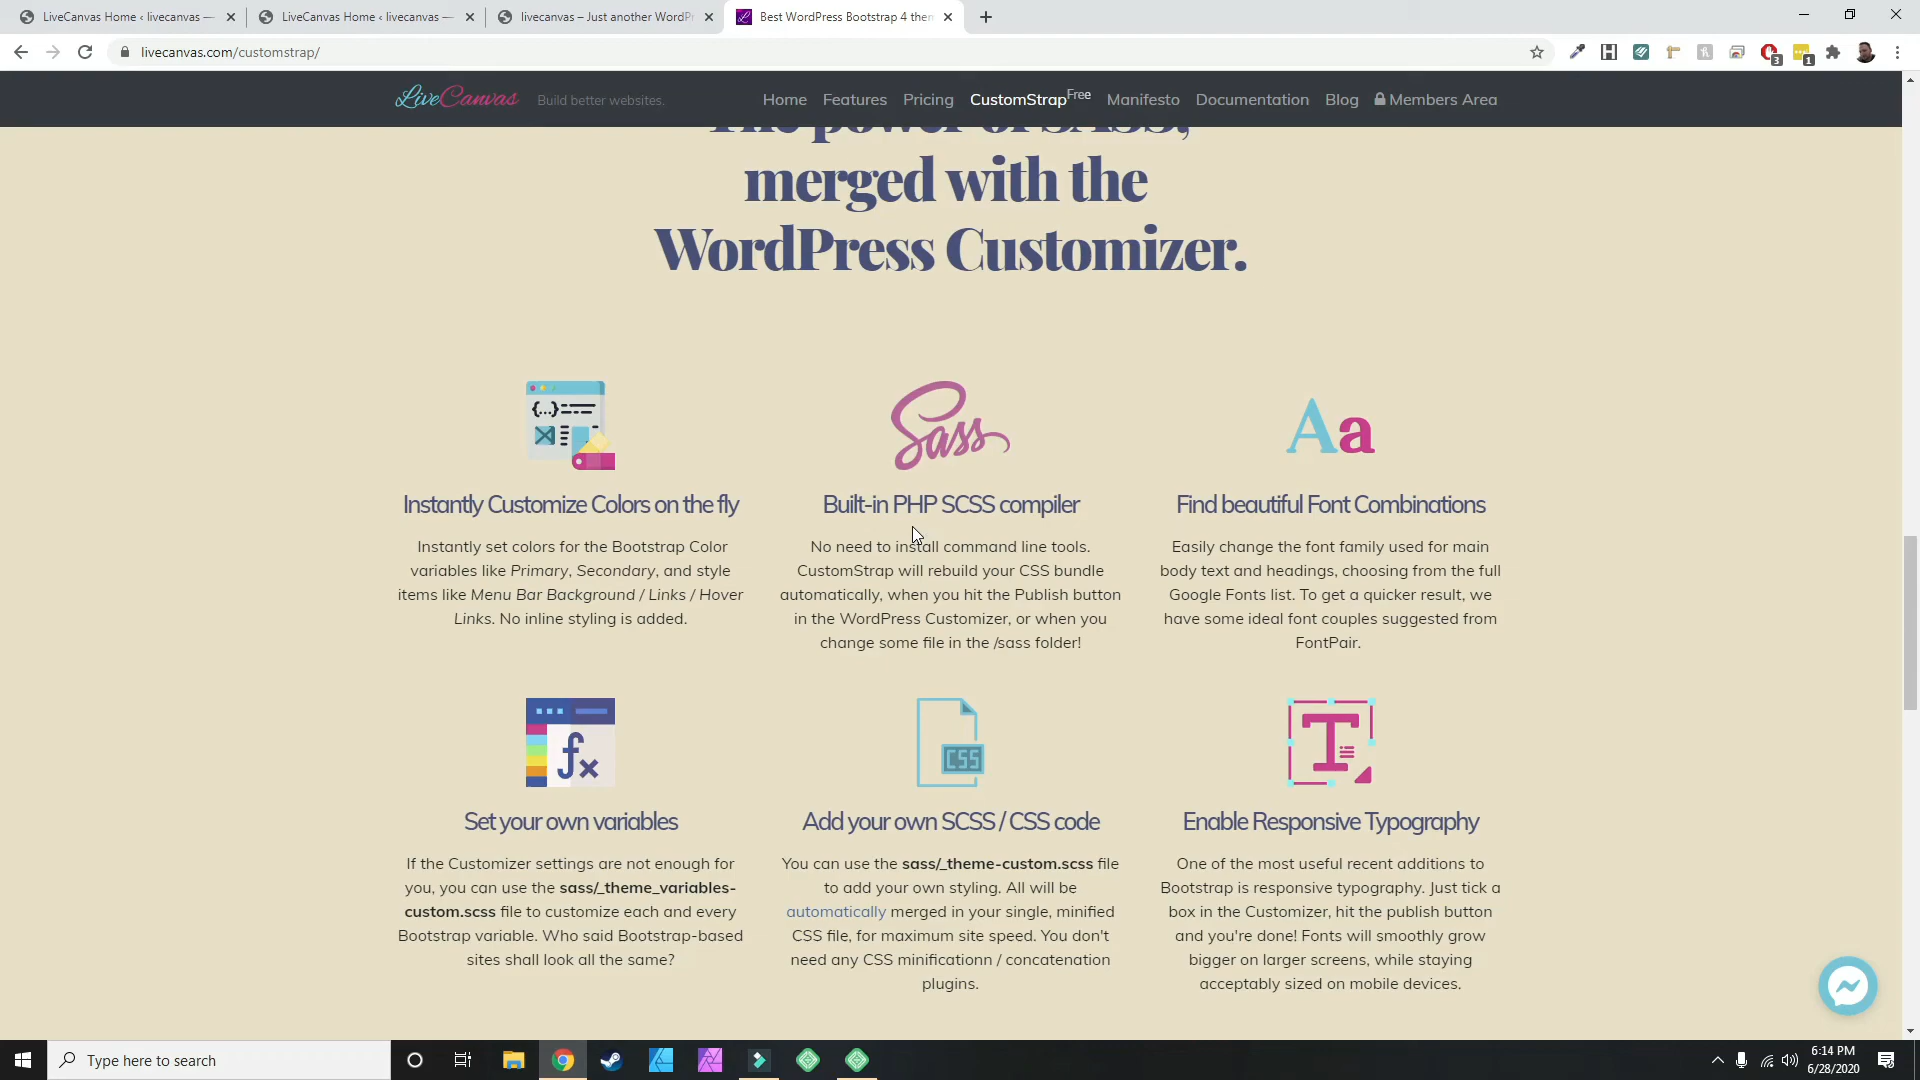 LiveCanvas Home ‹ livecanvas —
LiveCanvas Home ‹ livecanvas —
livecanvas – Just another WordPr
Best WordPress Bootstrap 4 then
livecanvas.com/customstrap/
3
1
LiveCanvas
Build better websites.
Home
Features
Pricing
CustomStrap Free
Manifesto
Documentation
Blog
Members Area
The power of SASS,
merged with the
WordPress Customizer.
{...}
Sass
Aa
Instantly Customize Colors on the fly
Instantly set colors for the Bootstrap Color
variables like Primary, Secondary, and style
items like Menu Bar Background / Links / Hover
Links. No inline styling is added.
Built-in PHP SCSS compiler
No need to install command line tools.
CustomStrap will rebuild your CSS bundle
automatically, when you hit the Publish button
in the WordPress Customizer, or when you
change some file in the /sass folder!
Find beautiful Font Combinations
Easily change the font family used for main
body text and headings, choosing from the full
Google Fonts list. To get a quicker result, we
have some ideal font couples suggested from
FontPair.
fx
CSS
T
Set your own variables
If the Customizer settings are not enough for
you, you can use the sass/_theme_variables-
custom.scss file to customize each and every
Bootstrap variable. Who said Bootstrap-based
sites shall look all the same?
Add your own SCSS / CSS code
You can use the sass/_theme-custom.scss file
to add your own styling. All will be
automatically merged in your single, minified
CSS file, for maximum site speed. You don't
need any CSS minificationn / concatenation
plugins.
Enable Responsive Typography
One of the most useful recent additions to
Bootstrap is responsive typography. Just tick a
box in the Customizer, hit the publish button
and you're done! Fonts will smoothly grow
bigger on larger screens, while staying
acceptably sized on mobile devices.
Type here to search
6:14 PM
6/28/2020